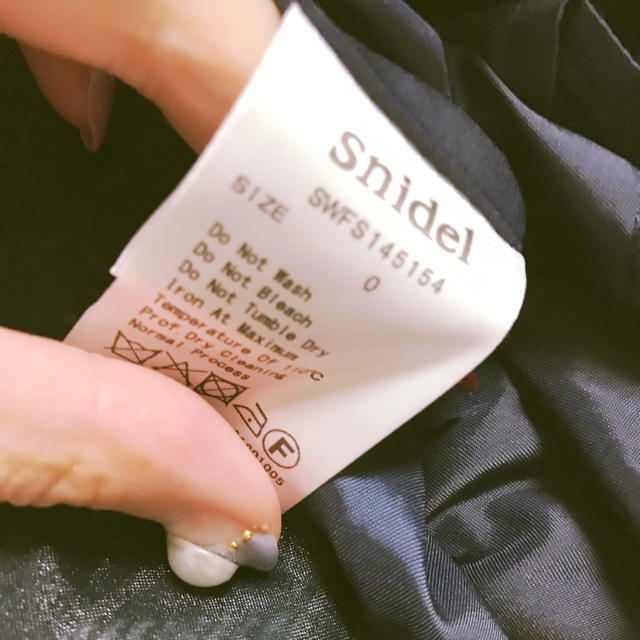 snidel
SWFS145154
SIZE 0
Do Not Wash
Do Not Bleach
Do Not Tumble Dry
Iron At Maximum
Temperature Of 110°C
Prof. Dry Cleaning
Normal Process
F